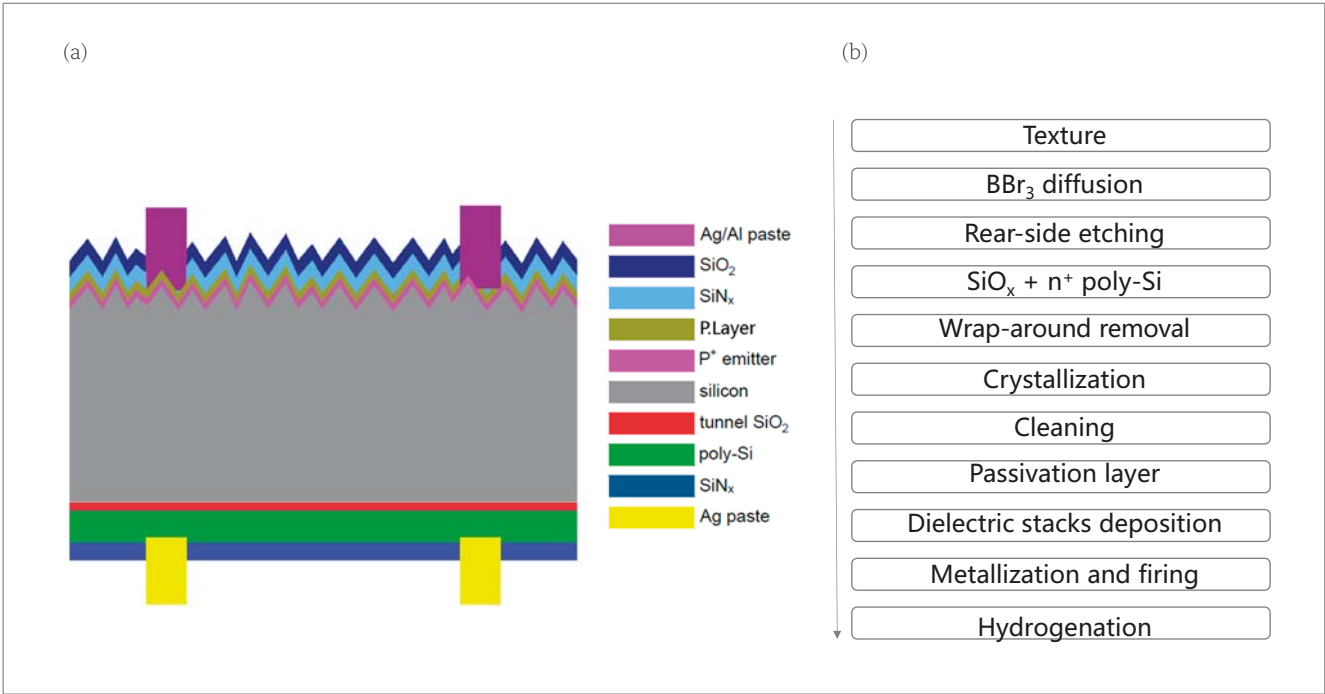 (a)
Ag/Al paste
SiO₂
SiNₓ
P.Layer
P⁺ emitter
silicon
tunnel SiO₂
poly-Si
SiNₓ
Ag paste
(b)
Texture
BBr₃ diffusion
Rear-side etching
SiOₓ + n⁺ poly-Si
Wrap-around removal
Crystallization
Cleaning
Passivation layer
Dielectric stacks deposition
Metallization and firing
Hydrogenation